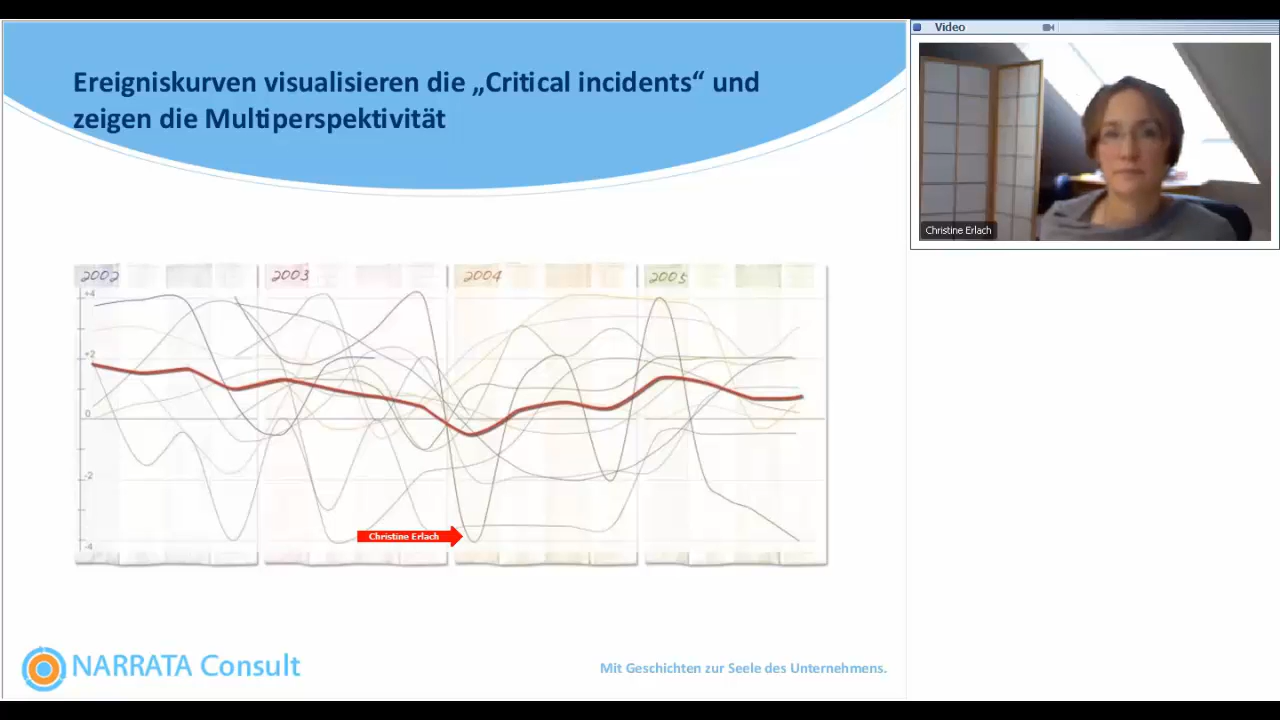 Ereigniskurven visualisieren die „Critical incidents“ und
zeigen die Multiperspektivität
Video
Christine Erlach
2002
2003
2004
2005
+4
+2
0
-2
-4
Christine Erlach
NARRATA Consult
Mit Geschichten zur Seele des Unternehmens.